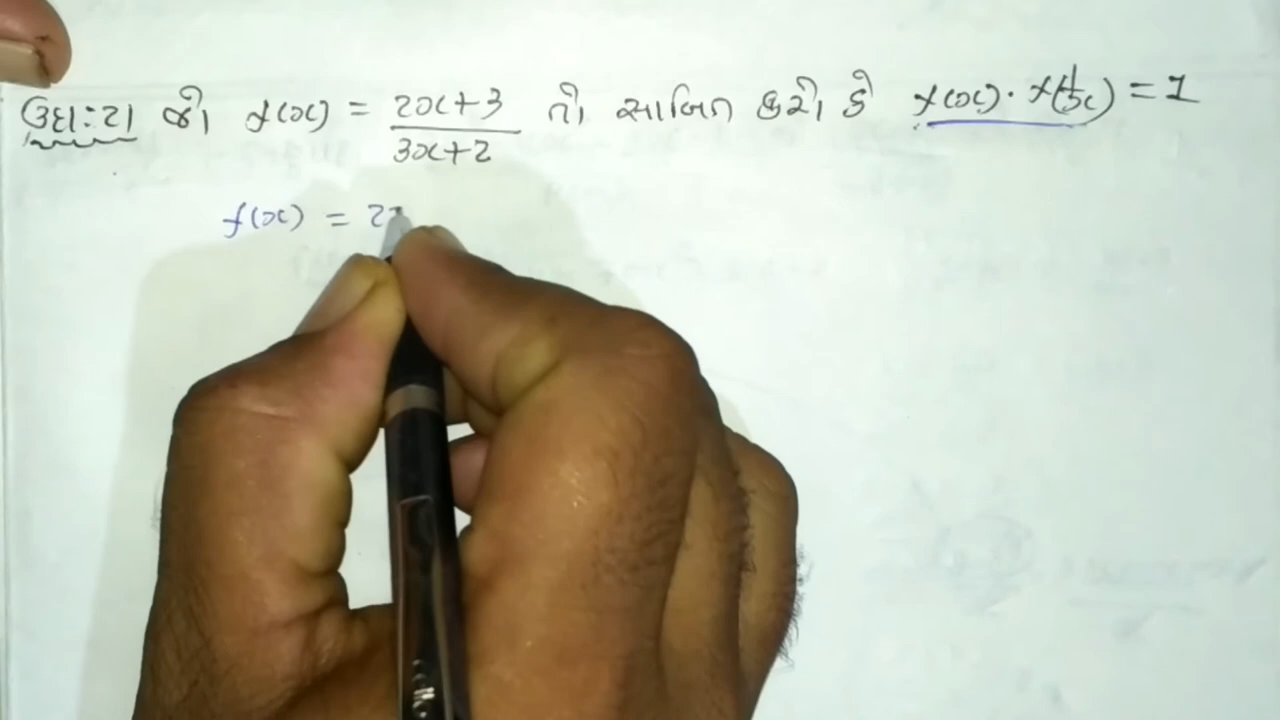 ઉદા:૨। જો f(x) = 2x+3 / 3x+2 તો સાબિત કરો કે f(x)·f(1/x) = 1
f(x) = 2